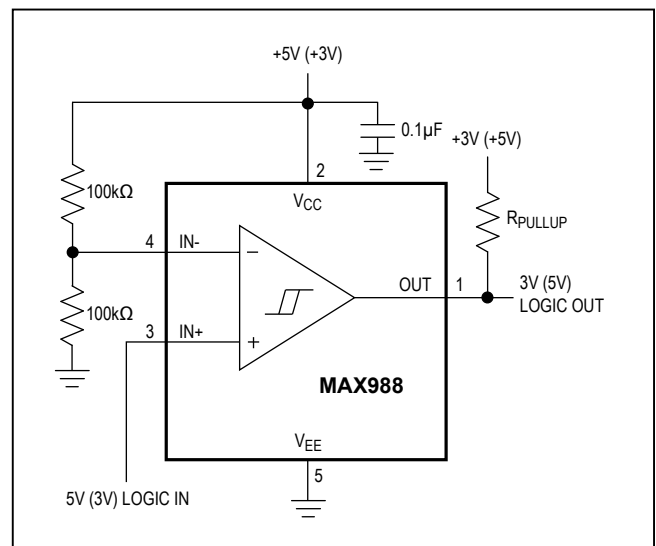 +5V (+3V)
0.1µF
+3V (+5V)
2
100kΩ
VCC
RPULLUP
4 IN-
−
OUT 1
3V (5V)
LOGIC OUT
100kΩ
3 IN+
+
MAX988
VEE
5
5V (3V) LOGIC IN